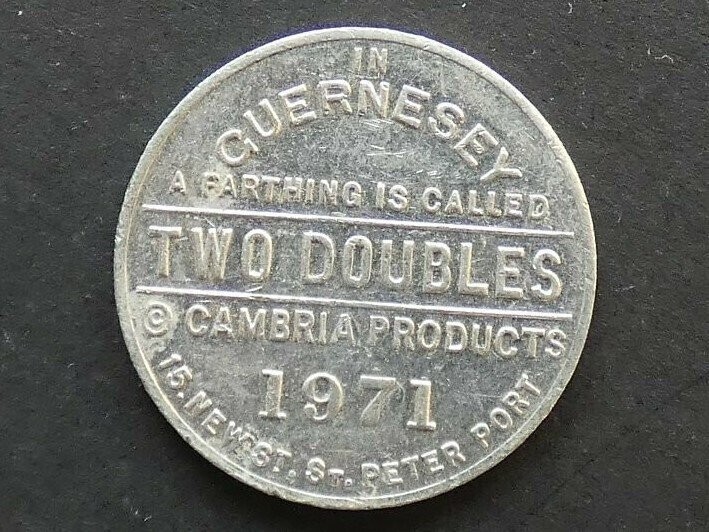 IN
GUERNESEY
A FARTHING IS CALLED
TWO DOUBLES
© CAMBRIA PRODUCTS
1971
15. NEW ST. ST. PETER PORT